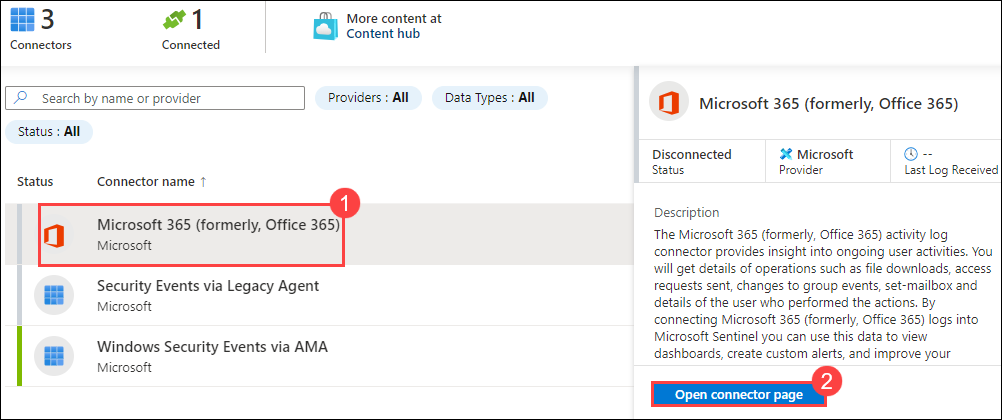 3
Connectors
1
Connected
More content at
Content hub
Search by name or provider
Providers : All
Data Types : All
Status : All
Status
Connector name ↑
Microsoft 365 (formerly, Office 365)
Microsoft
1
Security Events via Legacy Agent
Microsoft
Windows Security Events via AMA
Microsoft
Microsoft 365 (formerly, Office 365)
Disconnected
Status
Microsoft
Provider
--
Last Log Received
Description
The Microsoft 365 (formerly, Office 365) activity log
connector provides insight into ongoing user activities. You
will get details of operations such as file downloads, access
requests sent, changes to group events, set-mailbox and
details of the user who performed the actions. By
connecting Microsoft 365 (formerly, Office 365) logs into
Microsoft Sentinel you can use this data to view
dashboards, create custom alerts, and improve your
Open connector page
2